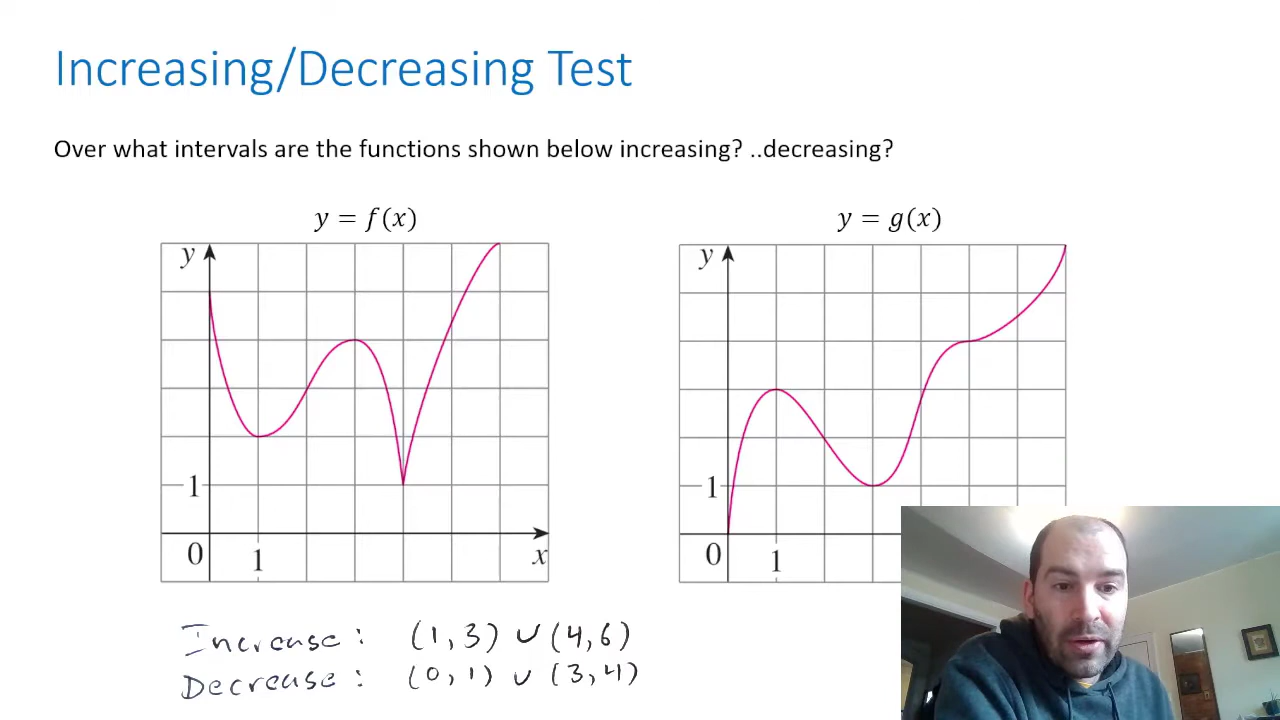 Increasing/Decreasing Test
Over what intervals are the functions shown below increasing? ..decreasing?
y = f(x)
y = g(x)
y
1
0
1
x
y
1
0
1
Increase: (1,3) ∪ (4,6)
Decrease: (0,1) ∪ (3,4)